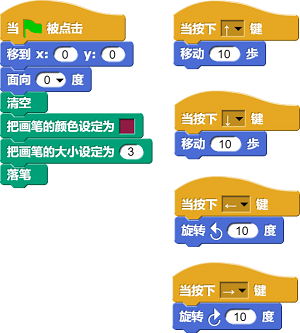 当 被点击
移到 x: 0 y: 0
面向 0 度
清空
把画笔的颜色设定为
把画笔的大小设定为 3
落笔
当按下 ↑ 键
移动 10 步
当按下 ↓ 键
移动 10 步
当按下 ← 键
旋转 10 度
当按下 → 键
旋转 10 度